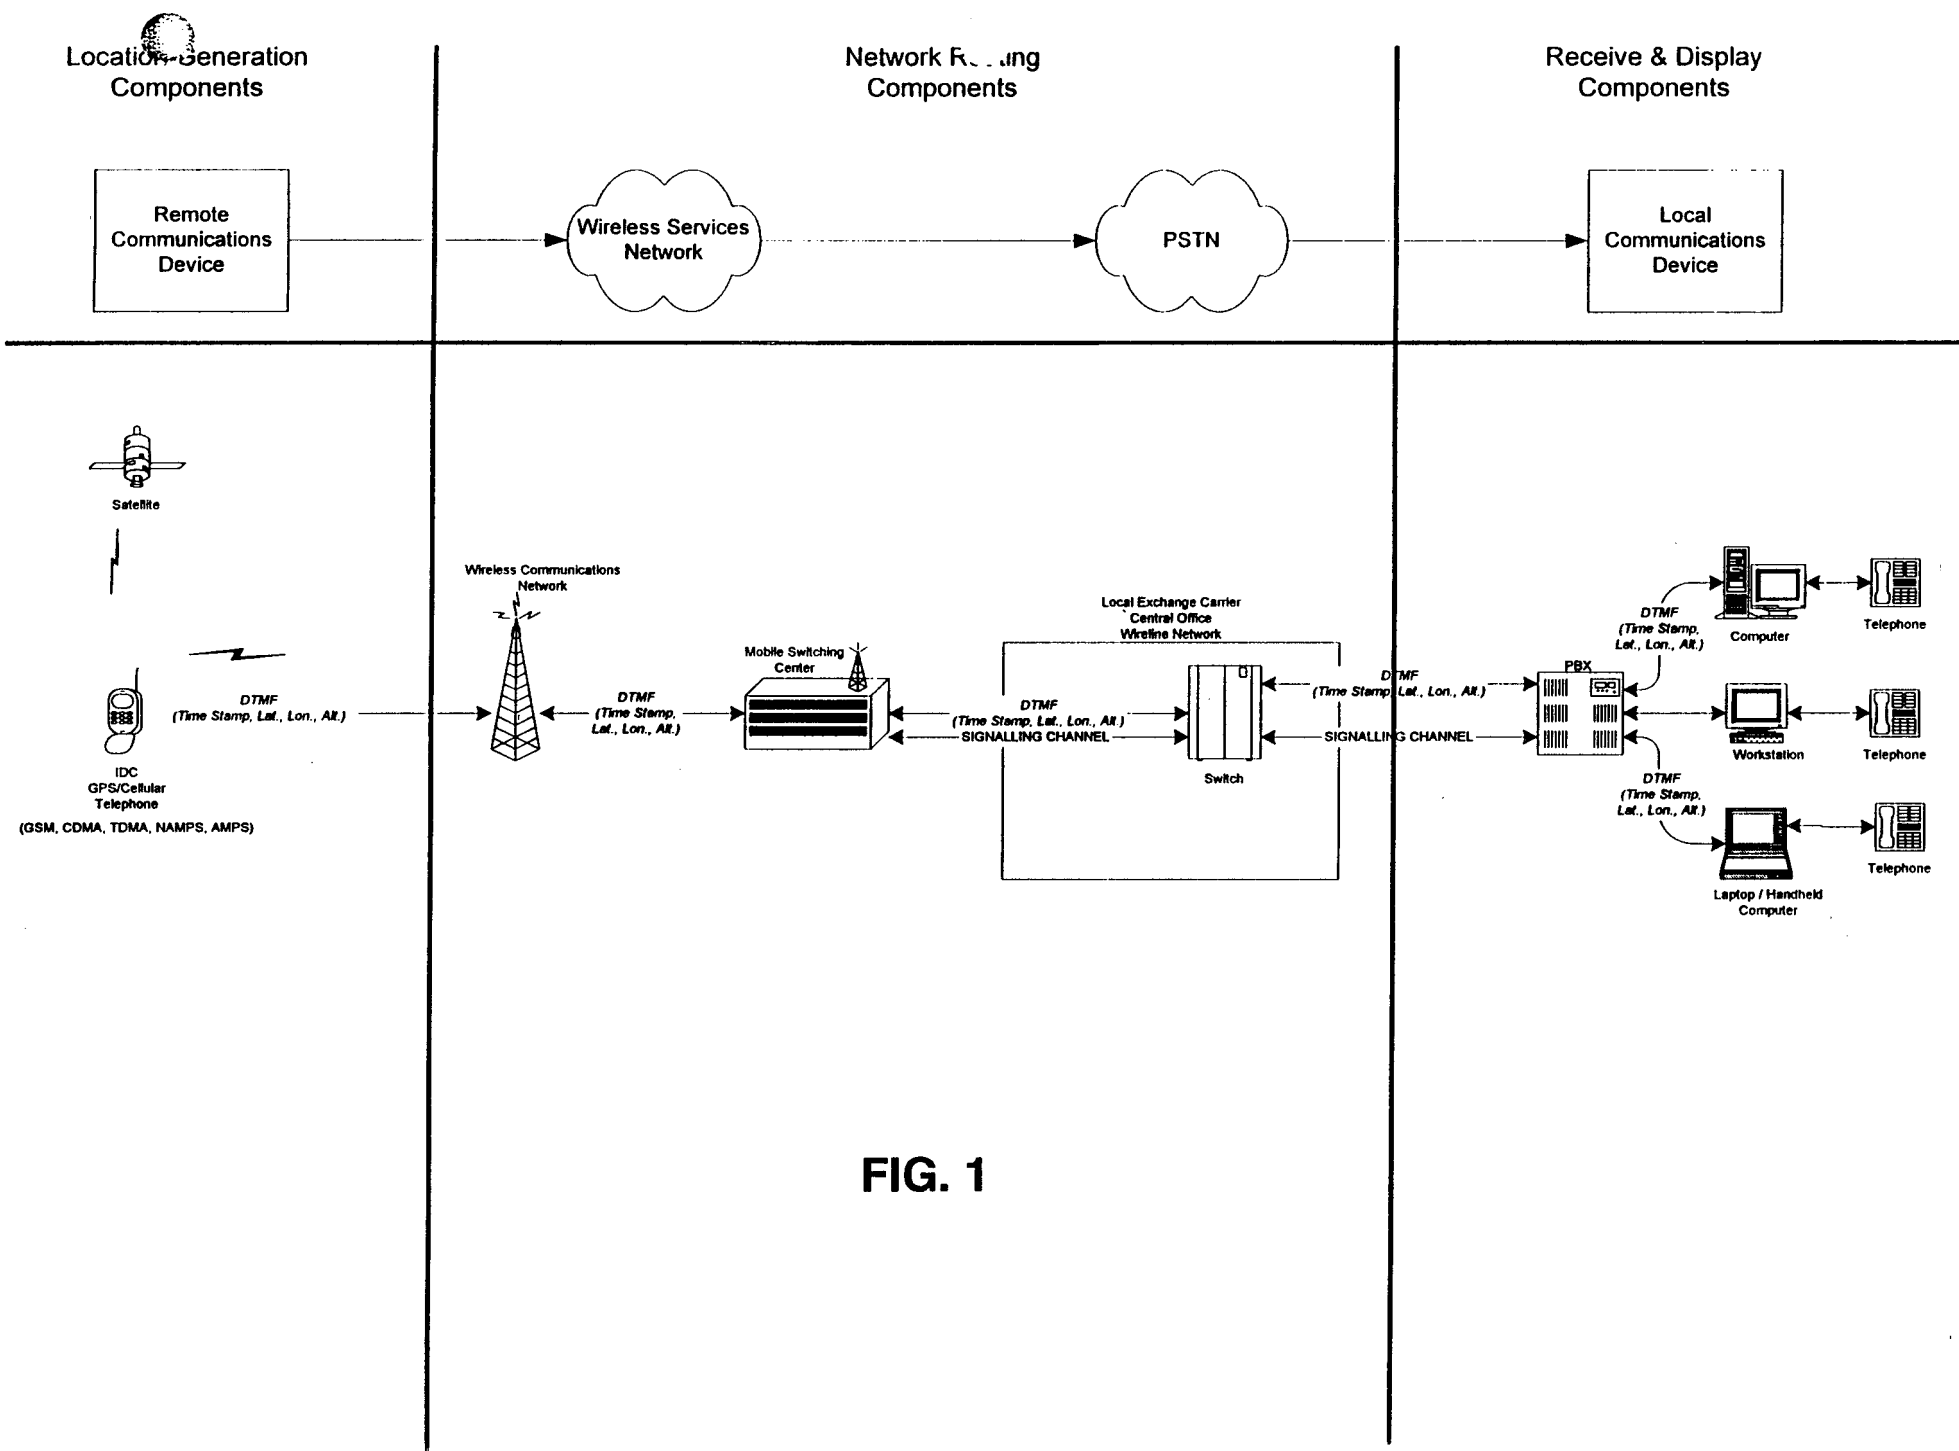 Location Generation
Components
Network Routing
Components
Receive & Display
Components
Remote
Communications
Device
Wireless Services
Network
PSTN
Local
Communications
Device
Satellite
Wireless Communications
Network
Mobile Switching
Center
Local Exchange Carrier
Central Office
Wireline Network
DTMF
(Time Stamp, Lat., Lon., Alt.)
DTMF
(Time Stamp,
Lat., Lon., Alt.)
DTMF
(Time Stamp, Lat., Lon., Alt.)
SIGNALLING CHANNEL
Switch
DTMF
(Time Stamp, Lat., Lon., Alt.)
SIGNALLING CHANNEL
PBX
DTMF
(Time Stamp,
Lat., Lon., Alt.)
Computer
Telephone
Workstation
Telephone
DTMF
(Time Stamp,
Lat., Lon., Alt.)
Laptop / Handheld
Computer
Telephone
IDC
GPS/Cellular
Telephone
(GSM, CDMA, TDMA, NAMPS, AMPS)
FIG. 1